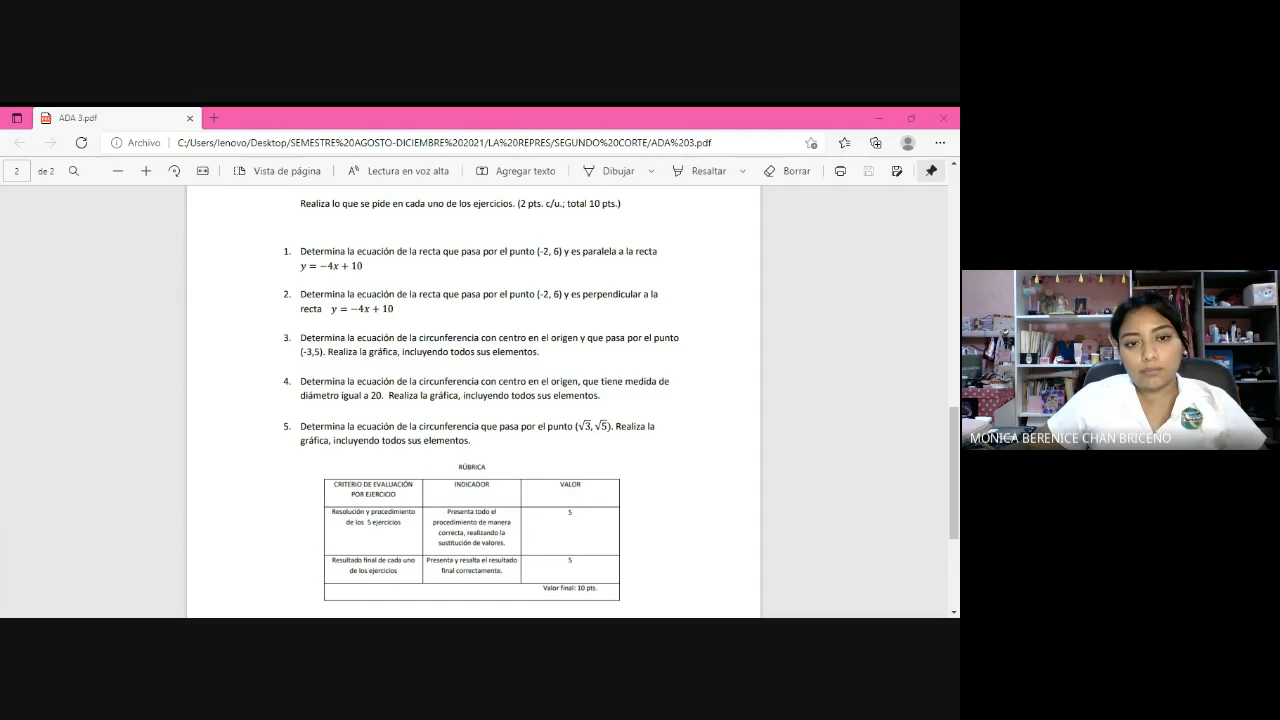 ADA 3.pdf
Archivo
C:/Users/lenovo/Desktop/SEMESTRE%20AGOSTO-DICIEMBRE%202021/LA%20REPRES/SEGUNDO%20CORTE/ADA%203.pdf
2 de 2
Vista de página
Lectura en voz alta
Agregar texto
Dibujar
Resaltar
Borrar
Realiza lo que se pide en cada uno de los ejercicios. (2 pts. c/u.; total 10 pts.)
1. Determina la ecuación de la recta que pasa por el punto (-2, 6) y es paralela a la recta
y = −4x + 10
2. Determina la ecuación de la recta que pasa por el punto (-2, 6) y es perpendicular a la
recta y = −4x + 10
3. Determina la ecuación de la circunferencia con centro en el origen y que pasa por el punto
(-3,5). Realiza la gráfica, incluyendo todos sus elementos.
4. Determina la ecuación de la circunferencia con centro en el origen, que tiene medida de
diámetro igual a 20. Realiza la gráfica, incluyendo todos sus elementos.
5. Determina la ecuación de la circunferencia que pasa por el punto (√3, √5). Realiza la
gráfica, incluyendo todos sus elementos.
RÚBRICA
CRITERIO DE EVALUACIÓN
POR EJERCICIO
INDICADOR
VALOR
Resolución y procedimiento
de los 5 ejercicios
Presenta todo el
procedimiento de manera
correcta, realizando la
sustitución de valores.
5
Resultado final de cada uno
de los ejercicios
Presenta y resalta el resultado
final correctamente.
5
Valor final: 10 pts.
MONICA BERENICE CHAN BRICEÑO